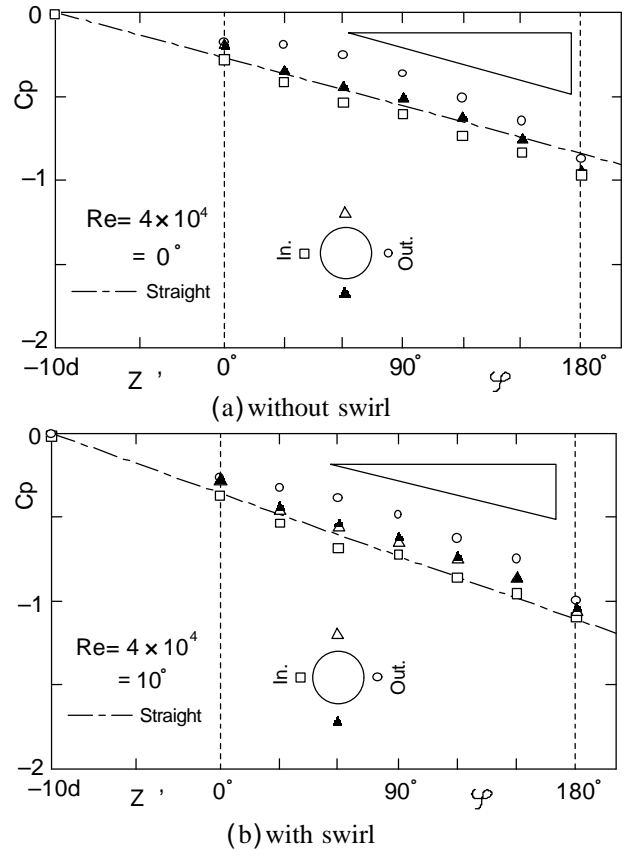 0
Cp
−1
−2
Re= 4×10⁴
= 0°
Straight
In.
Out.
−10d
Z ’
0°
90°
φ
180°
(a)without swirl
0
Cp
−1
−2
Re= 4×10⁴
= 10°
Straight
In.
Out.
−10d
Z ’
0°
90°
φ
180°
(b)with swirl